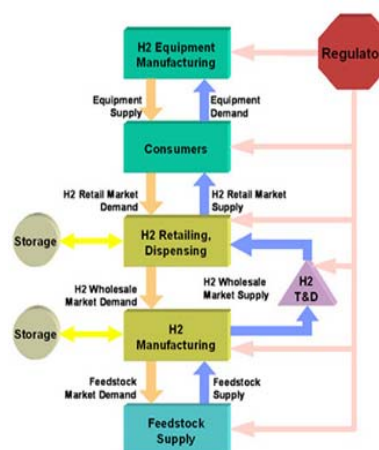 H2 Equipment
Manufacturing
Regulato
Equipment
Supply
Equipment
Demand
Consumers
H2 Retail Market
Demand
H2 Retail Market
Supply
Storage
H2 Retailing,
Dispensing
H2 Wholesale
Market Demand
H2 Wholesale
Market Supply
H2
T&D
Storage
H2
Manufacturing
Feedstock
Market Demand
Feedstock
Supply
Feedstock
Supply